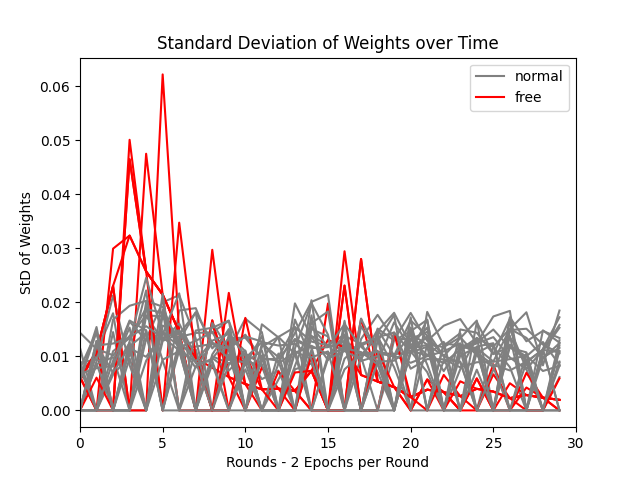 Standard Deviation of Weights over Time
normal
free
0.06
0.05
0.04
0.03
0.02
0.01
0.00
StD of Weights
0
5
10
15
20
25
30
Rounds - 2 Epochs per Round